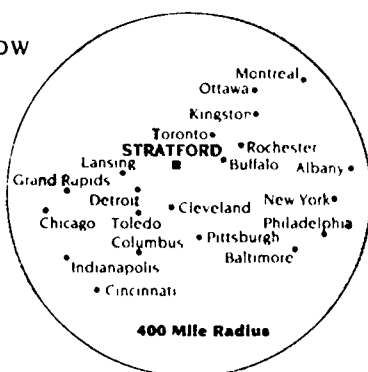 OW
Montreal
Ottawa
Kingston
Toronto
STRATFORD
Rochester
Buffalo
Lansing
Albany
Grand Rapids
Detroit
New York
Chicago
Toledo
Cleveland
Philadelphia
Columbus
Pittsburgh
Baltimore
Indianapolis
Cincinnati
400 Mile Radius